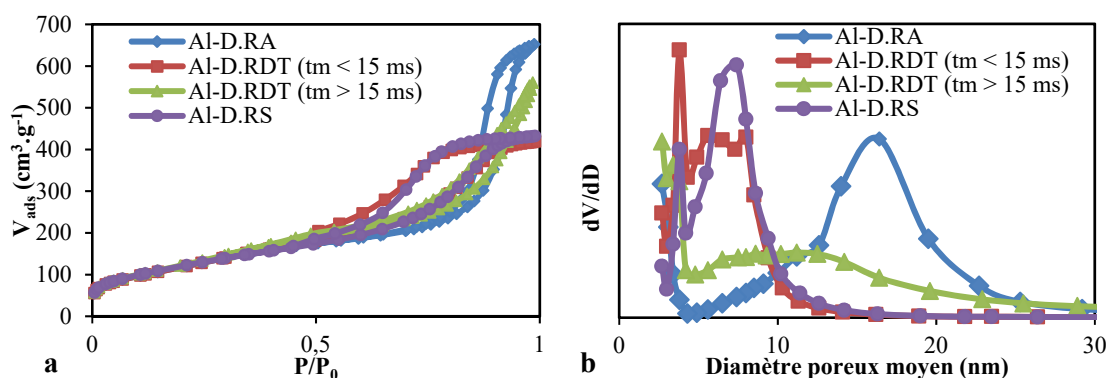 700
600
500
400
300
200
100
0
V_ads (cm³.g⁻¹)
Al-D.RA
Al-D.RDT (tm < 15 ms)
Al-D.RDT (tm > 15 ms)
Al-D.RS
0
0,5
1
P/P₀
a
dV/dD
Al-D.RA
Al-D.RDT (tm < 15 ms)
Al-D.RDT (tm > 15 ms)
Al-D.RS
0
10
20
30
Diamètre poreux moyen (nm)
b